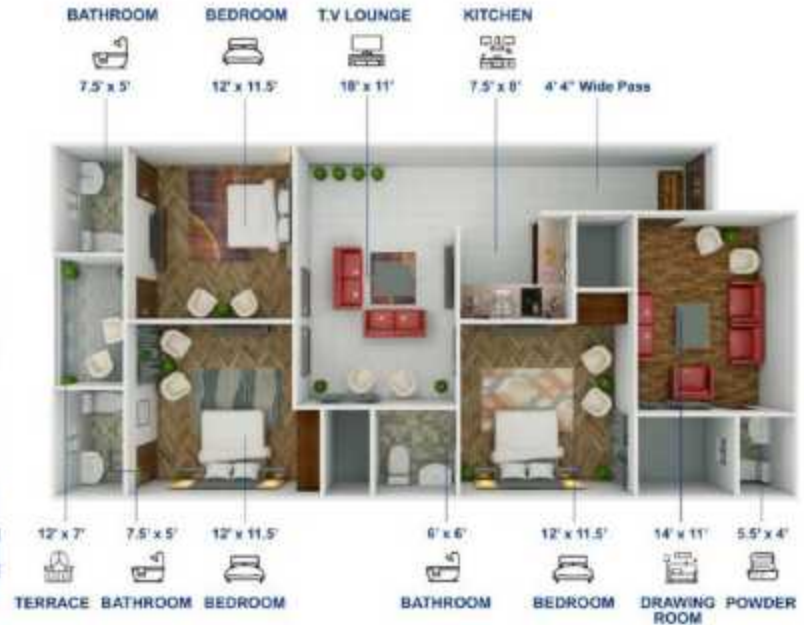 BATHROOM
BEDROOM
T.V LOUNGE
KITCHEN
7.5' x 5'
12' x 11.5'
18' x 11'
7.5' x 8'
4' 4" Wide Pass
12' x 7'
7.5' x 5'
12' x 11.5'
6' x 6'
12' x 11.5'
14' x 11'
5.5' x 4'
TERRACE
BATHROOM
BEDROOM
BATHROOM
BEDROOM
DRAWING
ROOM
POWDER